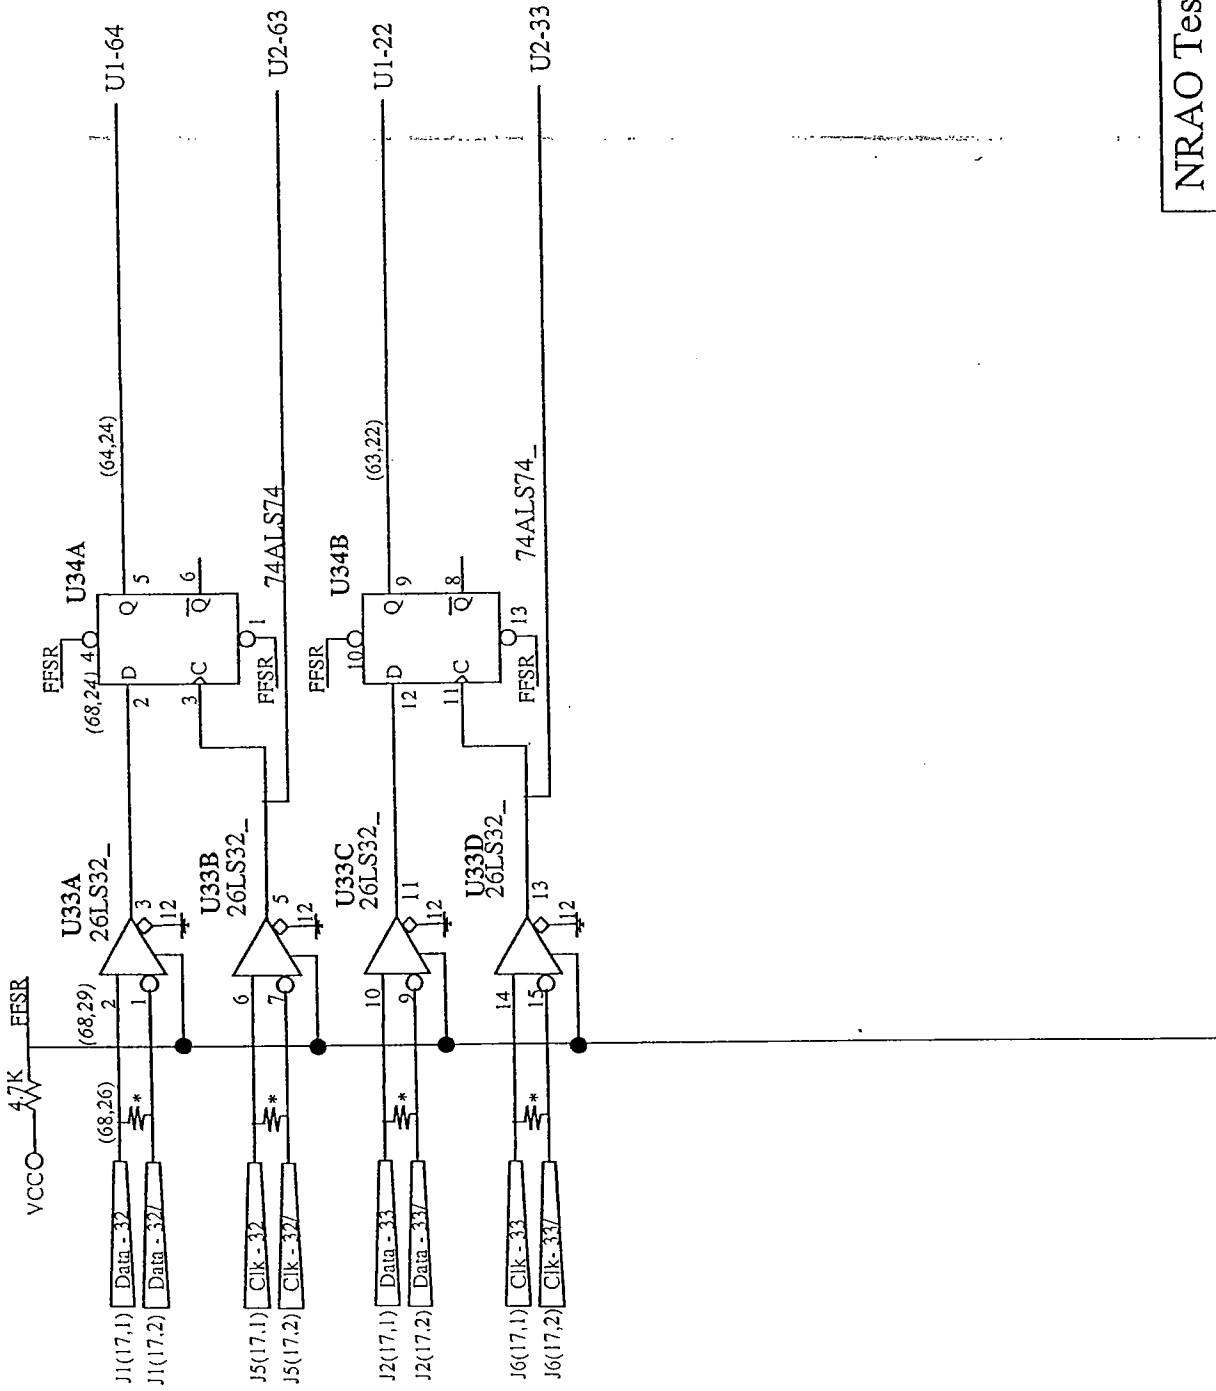 VCC
4.7K
FFSR
J1(17,1)
Data - 32
(68,26)
(68,29)
2
U33A
26LS32_
3
12
J1(17.2)
Data - 32/
1
(68,24)
FFSR
4
U34A
2
D
Q
5
(64,24)
U1-64
3
C
Q
6
FFSR
1
74ALS74
J5(17.1)
Clk - 32
6
U33B
26LS32_
5
12
J5(17.2)
Clk - 32/
7
U2-63
J2(17,1)
Data - 33
10
U33C
26LS32_
11
12
J2(17.2)
Data - 33/
9
FFSR
10
U34B
12
D
Q
9
(63,22)
U1-22
11
C
Q
8
FFSR
13
74ALS74_
J6(17,1)
Clk - 33
14
U33D
26LS32_
13
12
J6(17,2)
Clk- 33/
15
U2-33
*
*
*
*
NRAO Tes